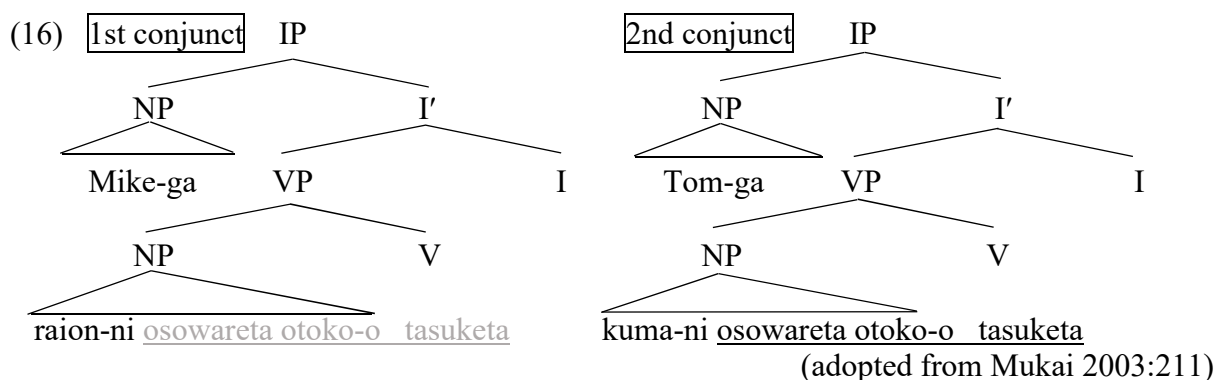 (16) 1st conjunct IP 2nd conjunct IP
NP I′ NP I′
Mike-ga VP I Tom-ga VP I
NP V NP V
raion-ni osowareta otoko-o tasuketa kuma-ni osowareta otoko-o tasuketa
(adopted from Mukai 2003:211)